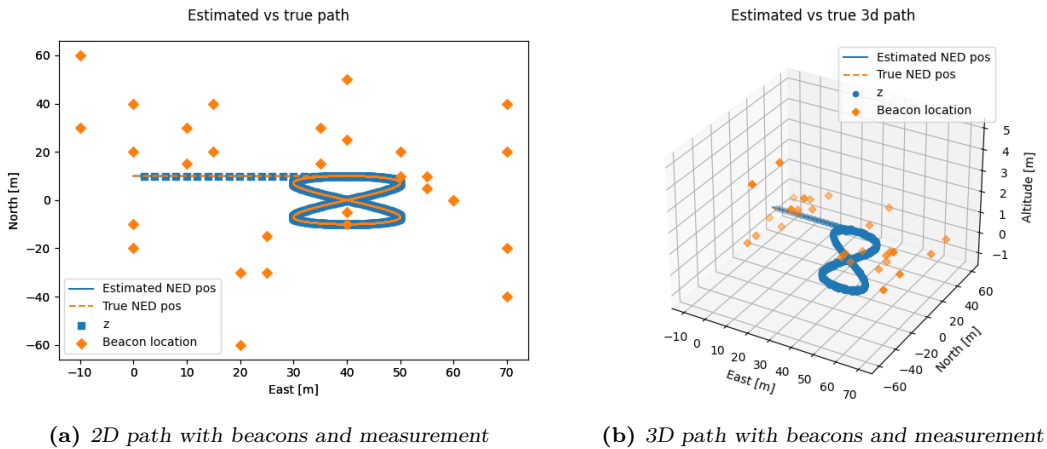 Estimated vs true path
60
40
20
0
−20
−40
−60
North [m]
−10 0 10 20 30 40 50 60 70
East [m]
Estimated NED pos
True NED pos
z
Beacon location
(a) 2D path with beacons and measurement
Estimated vs true 3d path
Estimated NED pos
True NED pos
z
Beacon location
5
4
3
2
1
0
−1
Altitude [m]
−10 0 10 20 30 40 50 60 70
East [m]
−60 −40 −20 0 20 40 60
North [m]
(b) 3D path with beacons and measurement